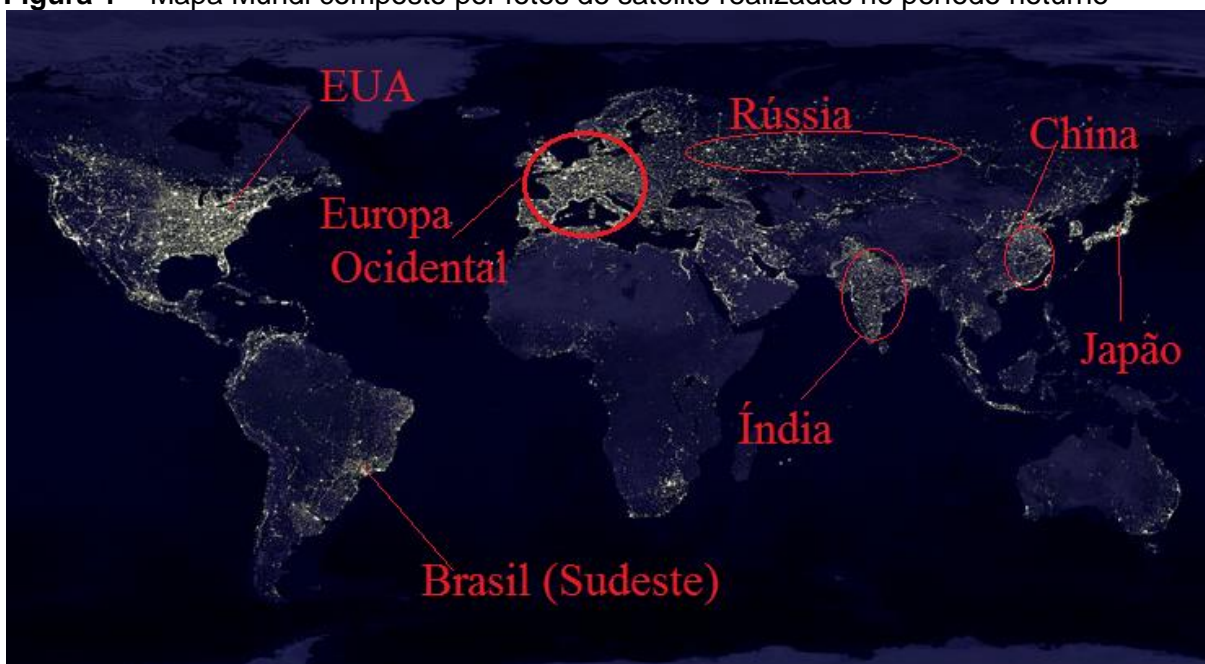 Figura 1 – Mapa Mundi composto por fotos de satélite realizadas no período noturno
EUA
Rússia
China
Europa
Ocidental
Japão
Índia
Brasil (Sudeste)